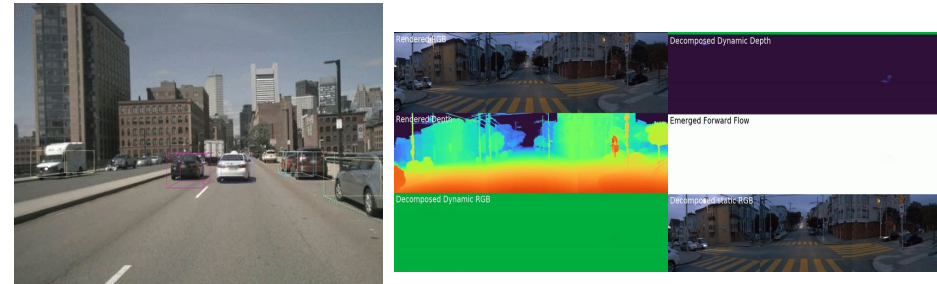 Rendered RGB
Decomposed Dynamic Depth
Rendered Depth
Emerged Forward Flow
Decomposed Dynamic RGB
Decomposed static RGB